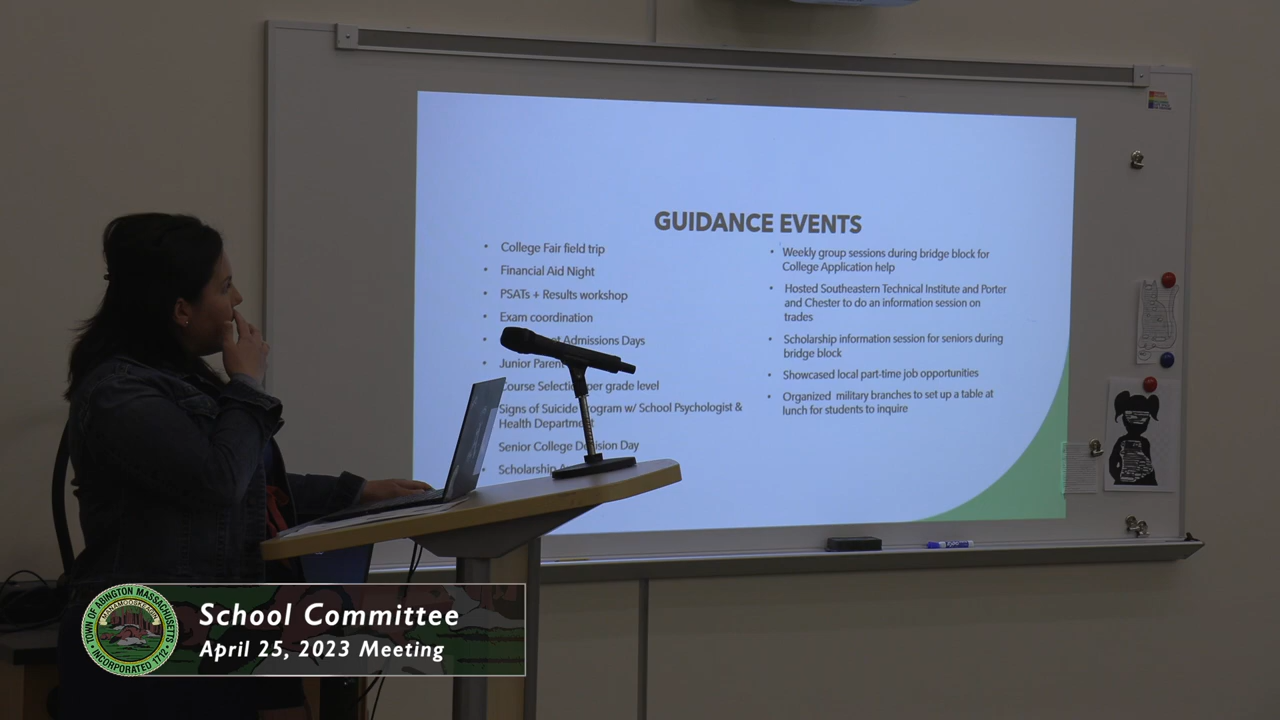 GUIDANCE EVENTS
• College Fair field trip
• Financial Aid Night
• PSATs + Results workshop
• Exam coordination
Admissions Days
Junior Parent
Course Selection per grade level
Signs of Suicide Program w/ School Psychologist &
Health Department
Senior College Decision Day
• Scholarship
• Weekly group sessions during bridge block for
College Application help
• Hosted Southeastern Technical Institute and Porter
and Chester to do an information session on
trades
• Scholarship information session for seniors during
bridge block
• Showcased local part-time job opportunities
• Organized military branches to set up a table at
lunch for students to inquire
TOWN OF ABINGTON MASSACHUSETTS
MANAMOOSKEAGIN
INCORPORATED 1712
School Committee
April 25, 2023 Meeting